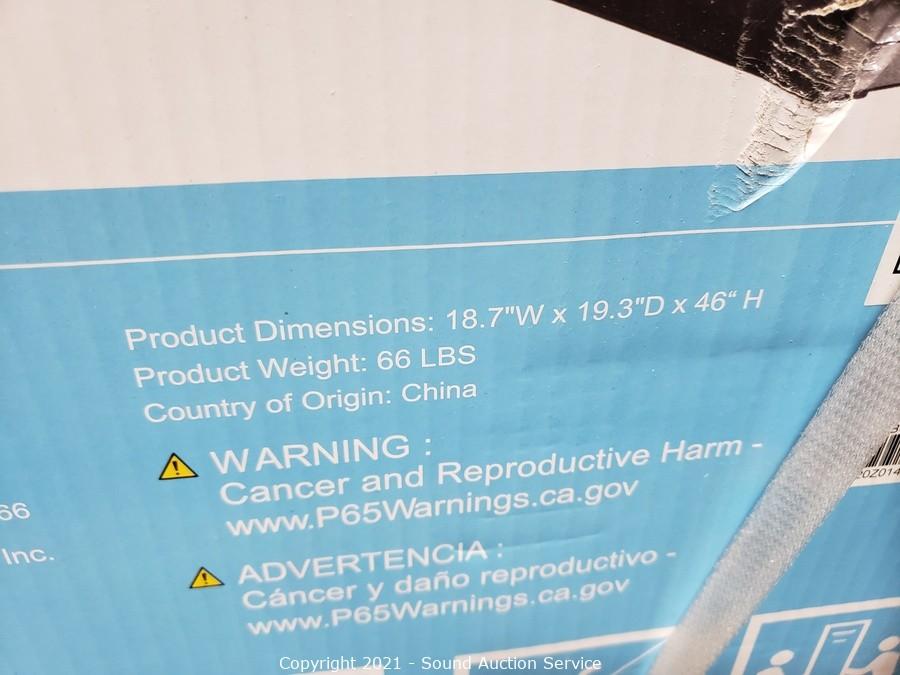 Product Dimensions: 18.7"W x 19.3"D x 46“ H
Product Weight: 66 LBS
Country of Origin: China
WARNING :
Cancer and Reproductive Harm -
www.P65Warnings.ca.gov
66
Inc.
ADVERTENCIA :
Cáncer y daño reproductivo -
www.P65Warnings.ca.gov
Copyright 2021 - Sound Auction Service